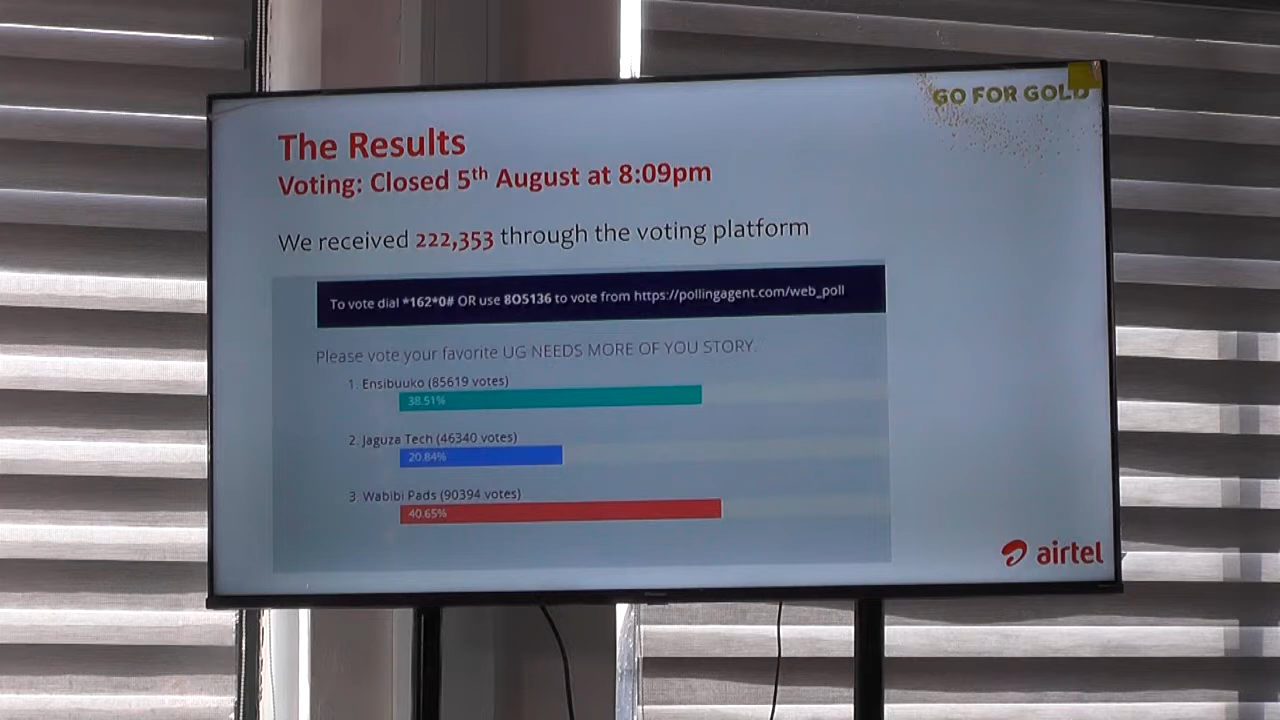 GO FOR GOLD
The Results
Voting: Closed 5th August at 8:09pm
We received 222,353 through the voting platform
To vote dial *162*0# OR use 8O5136 to vote from https://pollingagent.com/web_poll
Please vote your favorite UG NEEDS MORE OF YOU STORY.
1. Ensibuuko (85619 votes)
38.51%
2. Jaguza Tech (46340 votes)
20.84%
3. Wabibi Pads (90394 votes)
40.65%
airtel